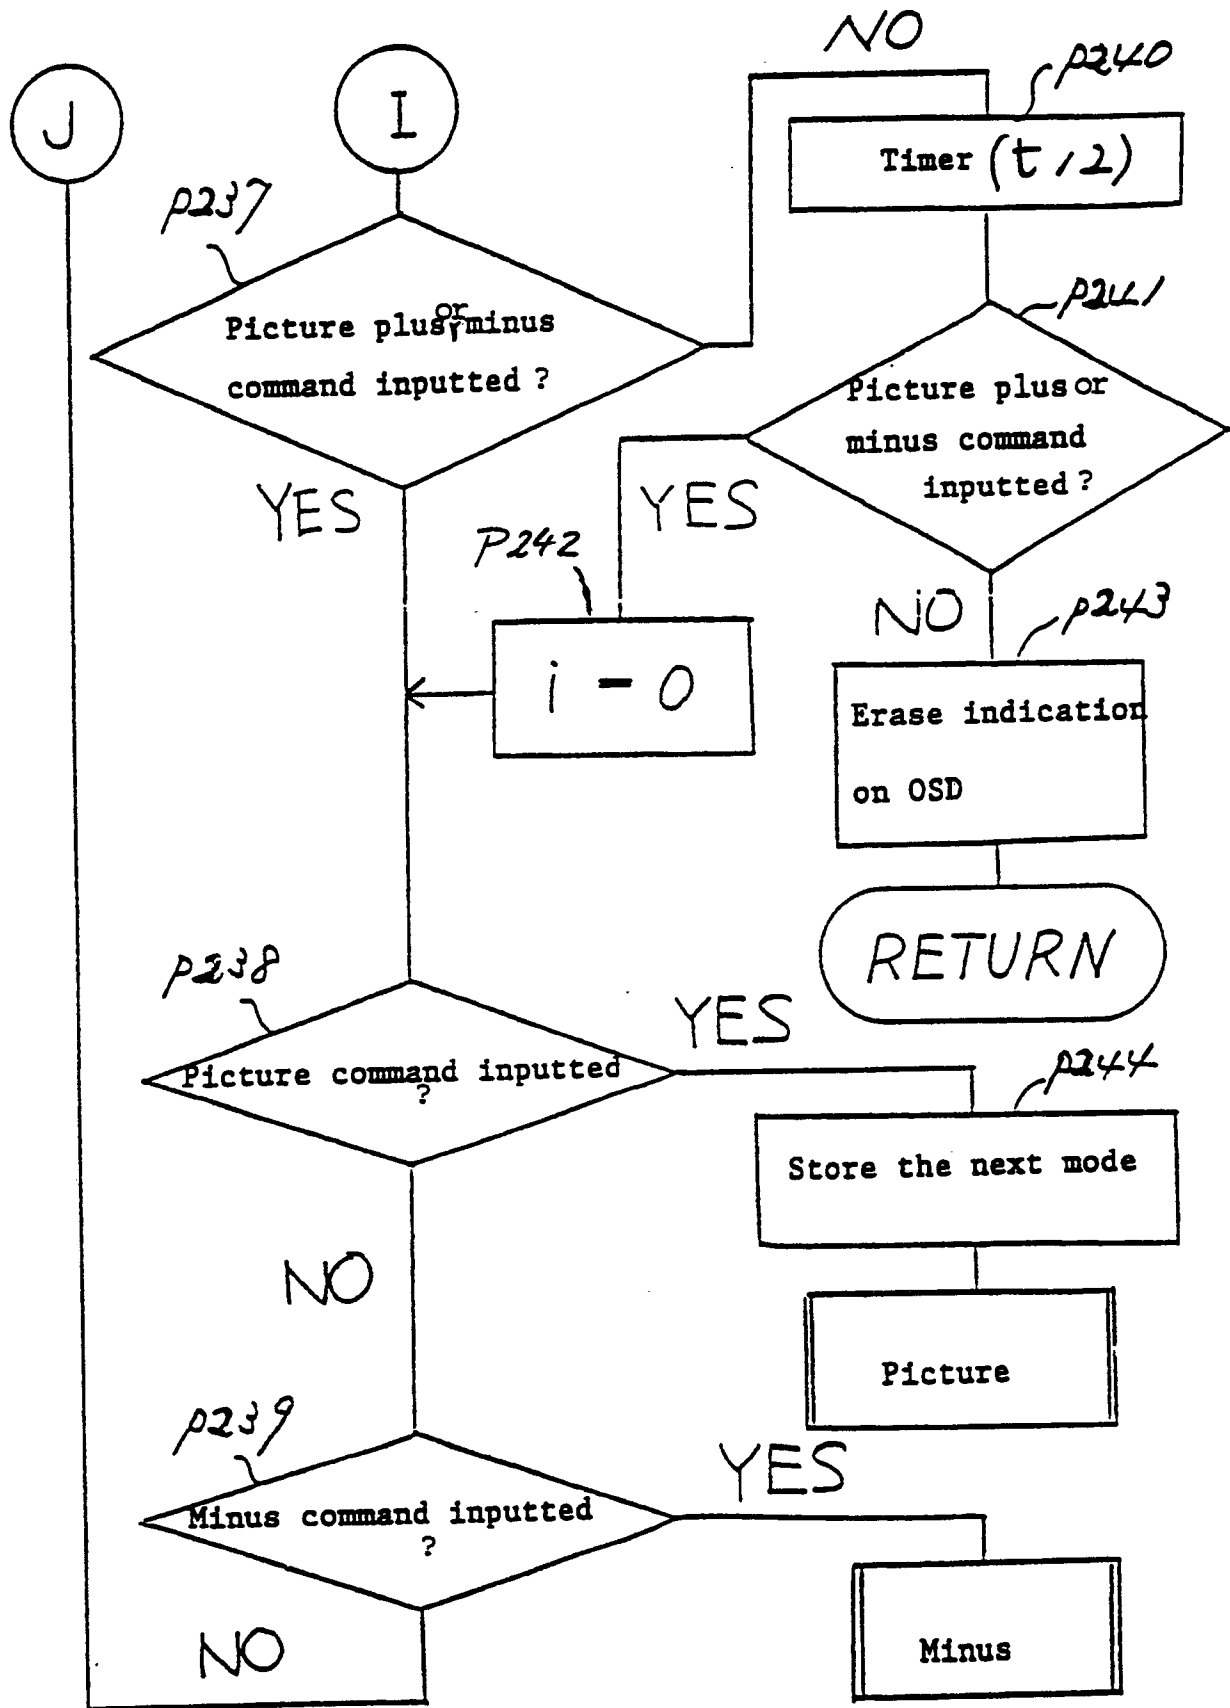 NO
J
I
P240
Timer (t, 2)
P237
Picture plus or minus
command inputted ?
P241
Picture plus or
minus command
inputted ?
YES
YES
P242
i - 0
NO
P243
Erase indication
on OSD
RETURN
P238
Picture command inputted
?
YES
P244
Store the next mode
NO
Picture
P239
Minus command inputted
?
YES
NO
Minus